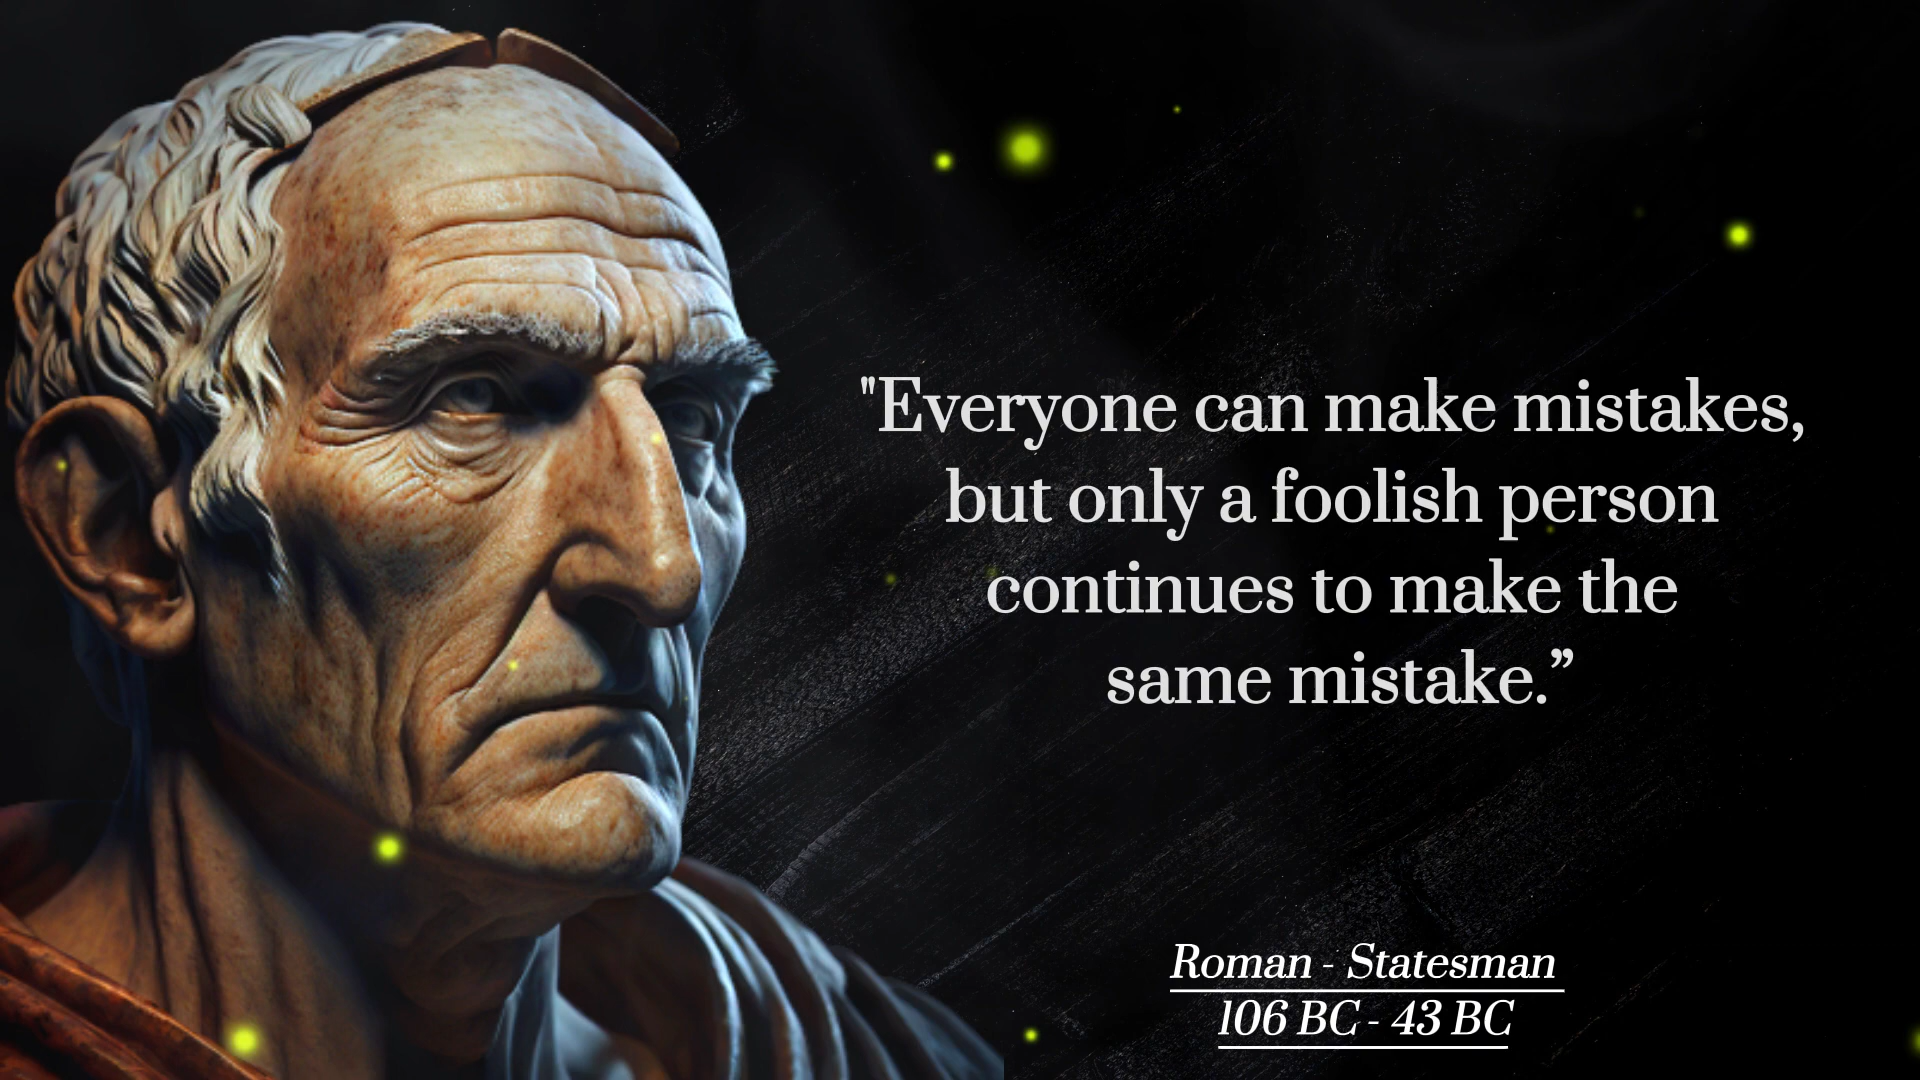 "Everyone can make mistakes,
but only a foolish person
continues to make the
same mistake.”
Roman - Statesman
106 BC - 43 BC